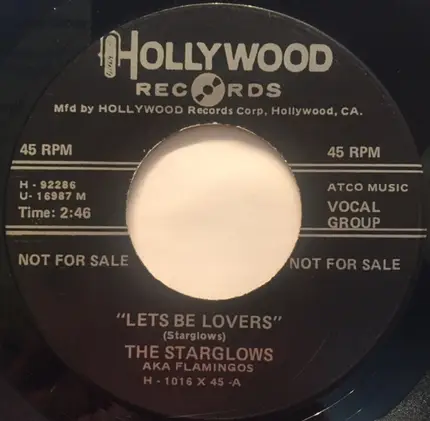 HOLLYWOOD
RECORDS
Mfd by HOLLYWOOD Records Corp, Hollywood, CA.
45 RPM
45 RPM
H - 92286
U- 16987 M
Time: 2:46
ATCO MUSIC
VOCAL
GROUP
NOT FOR SALE
NOT FOR SALE
"LETS BE LOVERS"
(Starglows)
THE STARGLOWS
AKA FLAMINGOS
H - 1016 X 45 -A